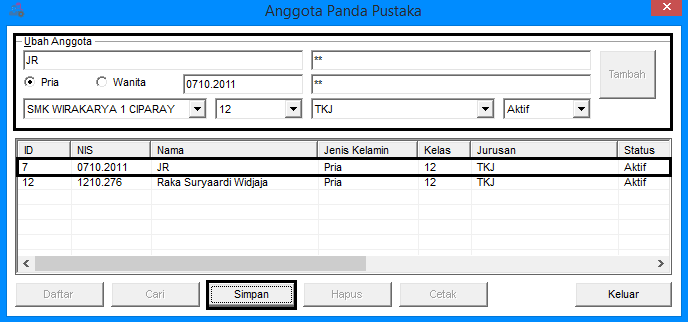 Anggota Panda Pustaka
Ubah Anggota
JR **
Pria Wanita 0710.2011 ** Tambah
SMK WIRAKARYA 1 CIPARAY 12 TKJ Aktif
ID NIS Nama Jenis Kelamin Kelas Jurusan Status
7 0710.2011 JR Pria 12 TKJ Aktif
12 1210.276 Raka Suryaardi Widjaja Pria 12 TKJ Aktif
Daftar Cari Simpan Hapus Cetak Keluar